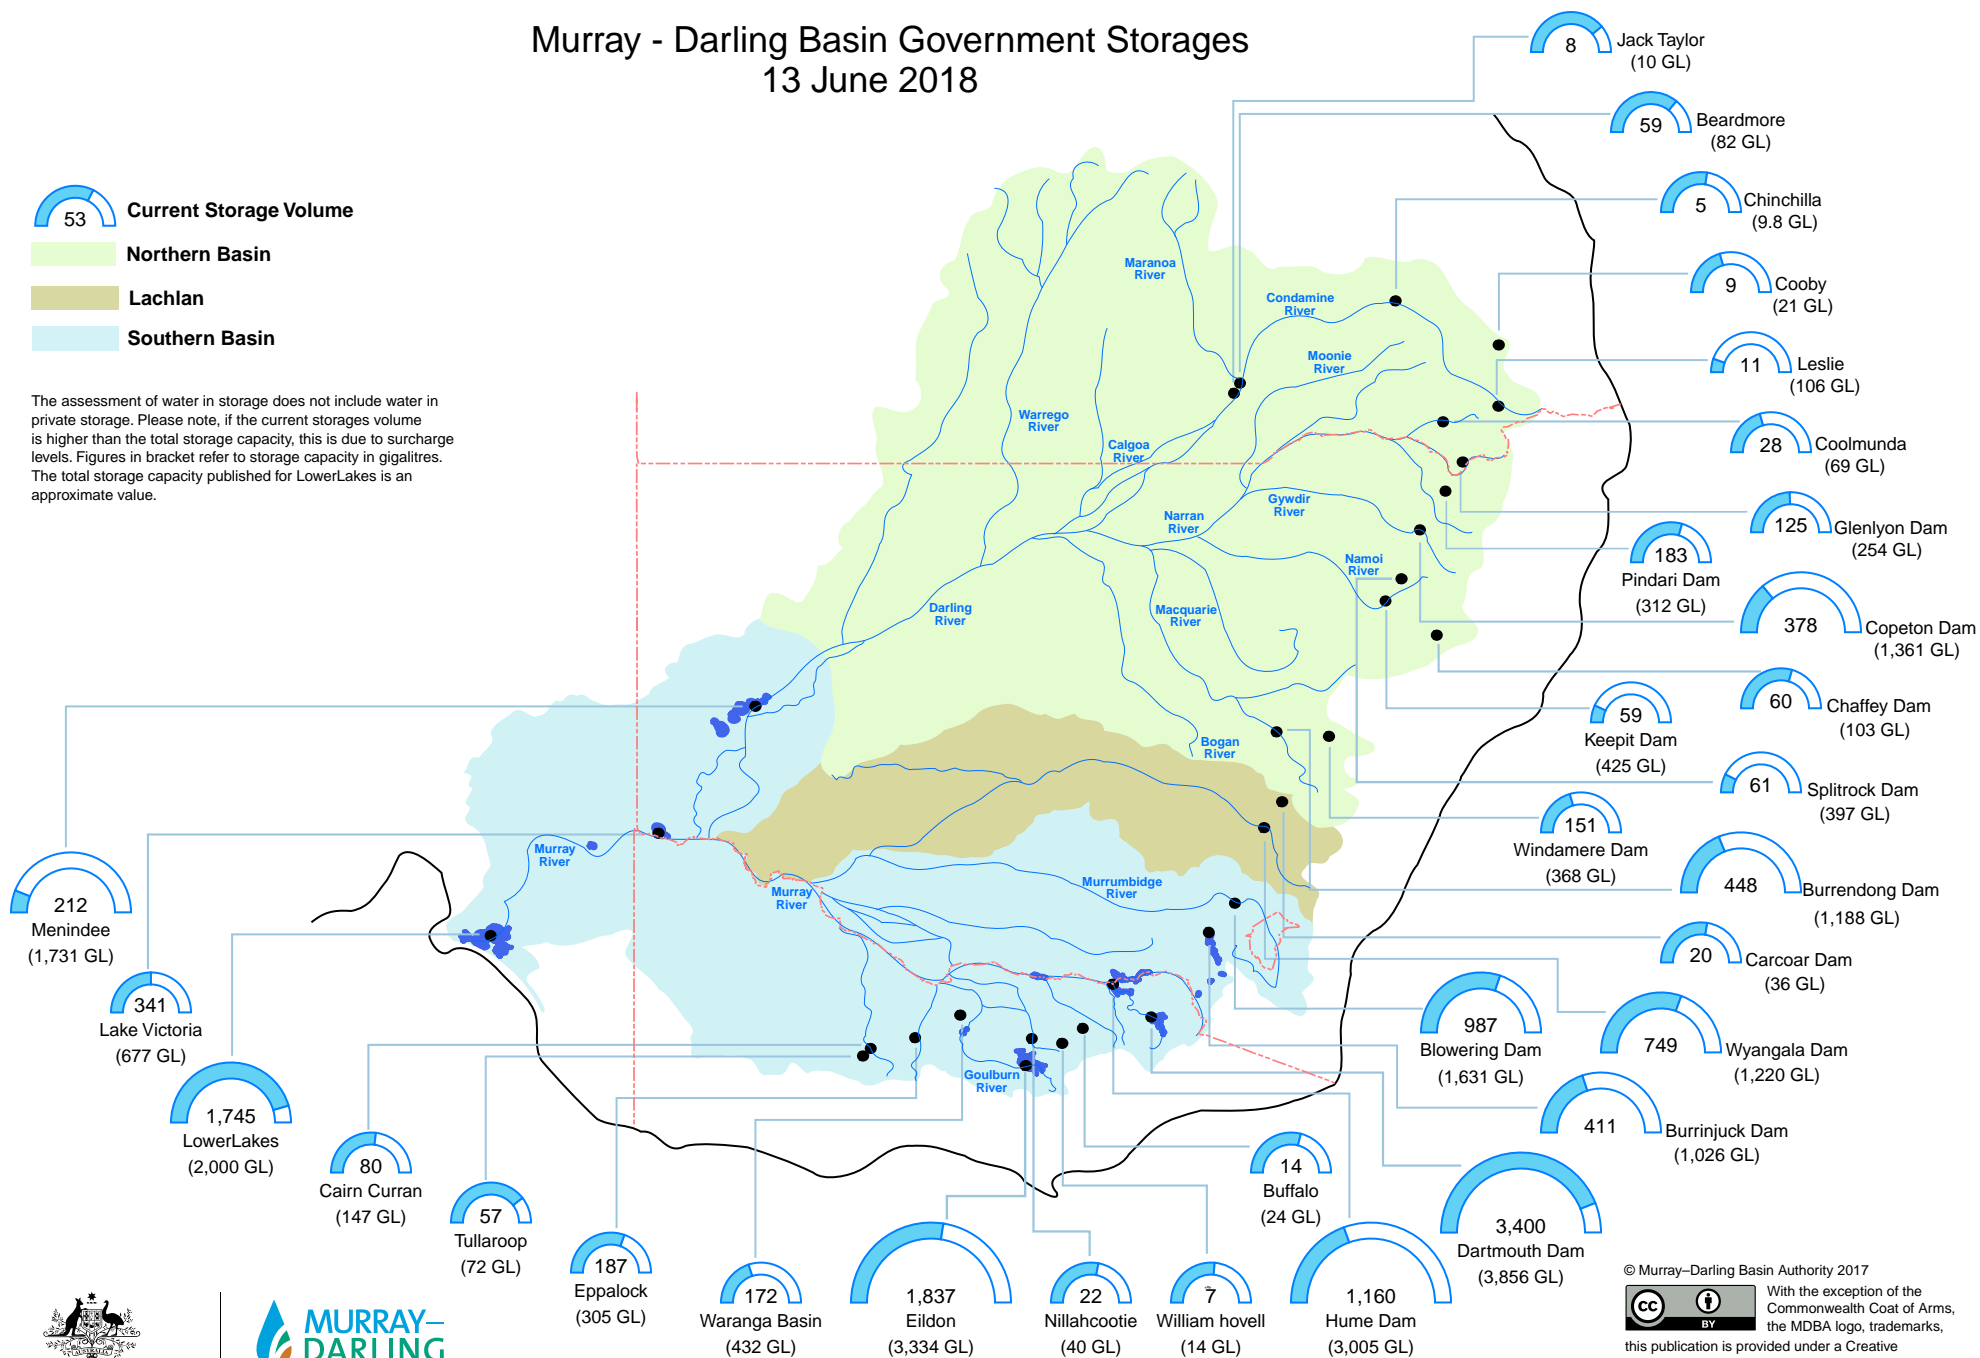 Murray - Darling Basin Government Storages
13 June 2018
53
Current Storage Volume
Northern Basin
Lachlan
Southern Basin
The assessment of water in storage does not include water in
private storage. Please note, if the current storages volume
is higher than the total storage capacity, this is due to surcharge
levels. Figures in bracket refer to storage capacity in gigalitres.
The total storage capacity published for LowerLakes is an
approximate value.
8
Jack Taylor
(10 GL)
59
Beardmore
(82 GL)
5
Chinchilla
(9.8 GL)
9
Cooby
(21 GL)
11
Leslie
(106 GL)
28
Coolmunda
(69 GL)
125
Glenlyon Dam
(254 GL)
183
Pindari Dam
(312 GL)
378
Copeton Dam
(1,361 GL)
60
Chaffey Dam
(103 GL)
59
Keepit Dam
(425 GL)
61
Splitrock Dam
(397 GL)
151
Windamere Dam
(368 GL)
448
Burrendong Dam
(1,188 GL)
20
Carcoar Dam
(36 GL)
987
Blowering Dam
(1,631 GL)
749
Wyangala Dam
(1,220 GL)
411
Burrinjuck Dam
(1,026 GL)
3,400
Dartmouth Dam
(3,856 GL)
14
Buffalo
(24 GL)
1,160
Hume Dam
(3,005 GL)
7
William hovell
(14 GL)
22
Nillahcootie
(40 GL)
1,837
Eildon
(3,334 GL)
172
Waranga Basin
(432 GL)
187
Eppalock
(305 GL)
57
Tullaroop
(72 GL)
80
Cairn Curran
(147 GL)
1,745
LowerLakes
(2,000 GL)
341
Lake Victoria
(677 GL)
212
Menindee
(1,731 GL)
Maranoa
River
Condamine
River
Moonie
River
Warrego
River
Calgoa
River
Gywdir
River
Narran
River
Namoi
River
Darling
River
Macquarie
River
Bogan
River
Murray
River
Murray
River
Murrumbidge
River
Goulburn
River
AUSTRALIA
MURRAY–
DARLING
© Murray–Darling Basin Authority 2017
cc
BY
With the exception of the
Commonwealth Coat of Arms,
the MDBA logo, trademarks,
this publication is provided under a Creative